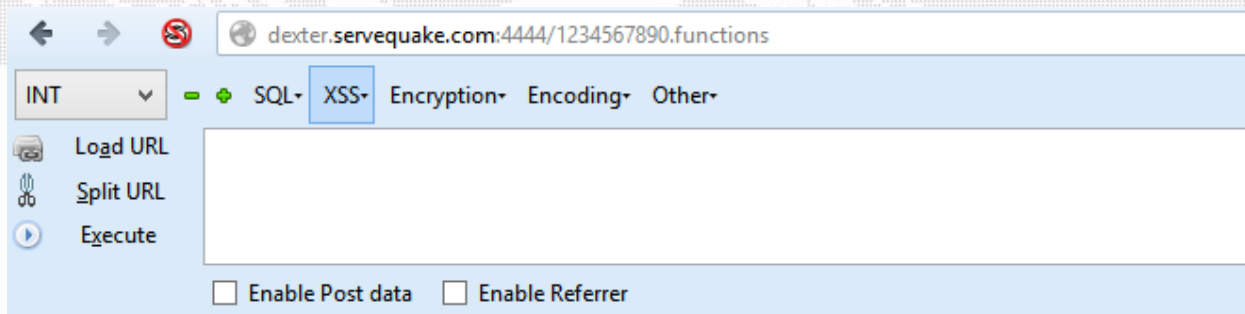 dexter.servequake.com:4444/1234567890.functions
INT SQL XSS Encryption Encoding Other
Load URL
Split URL
Execute
Enable Post data Enable Referrer